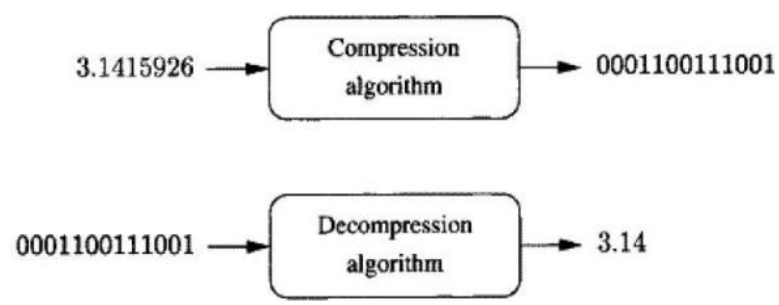 3.1415926
Compression
algorithm
0001100111001
0001100111001
Decompression
algorithm
3.14